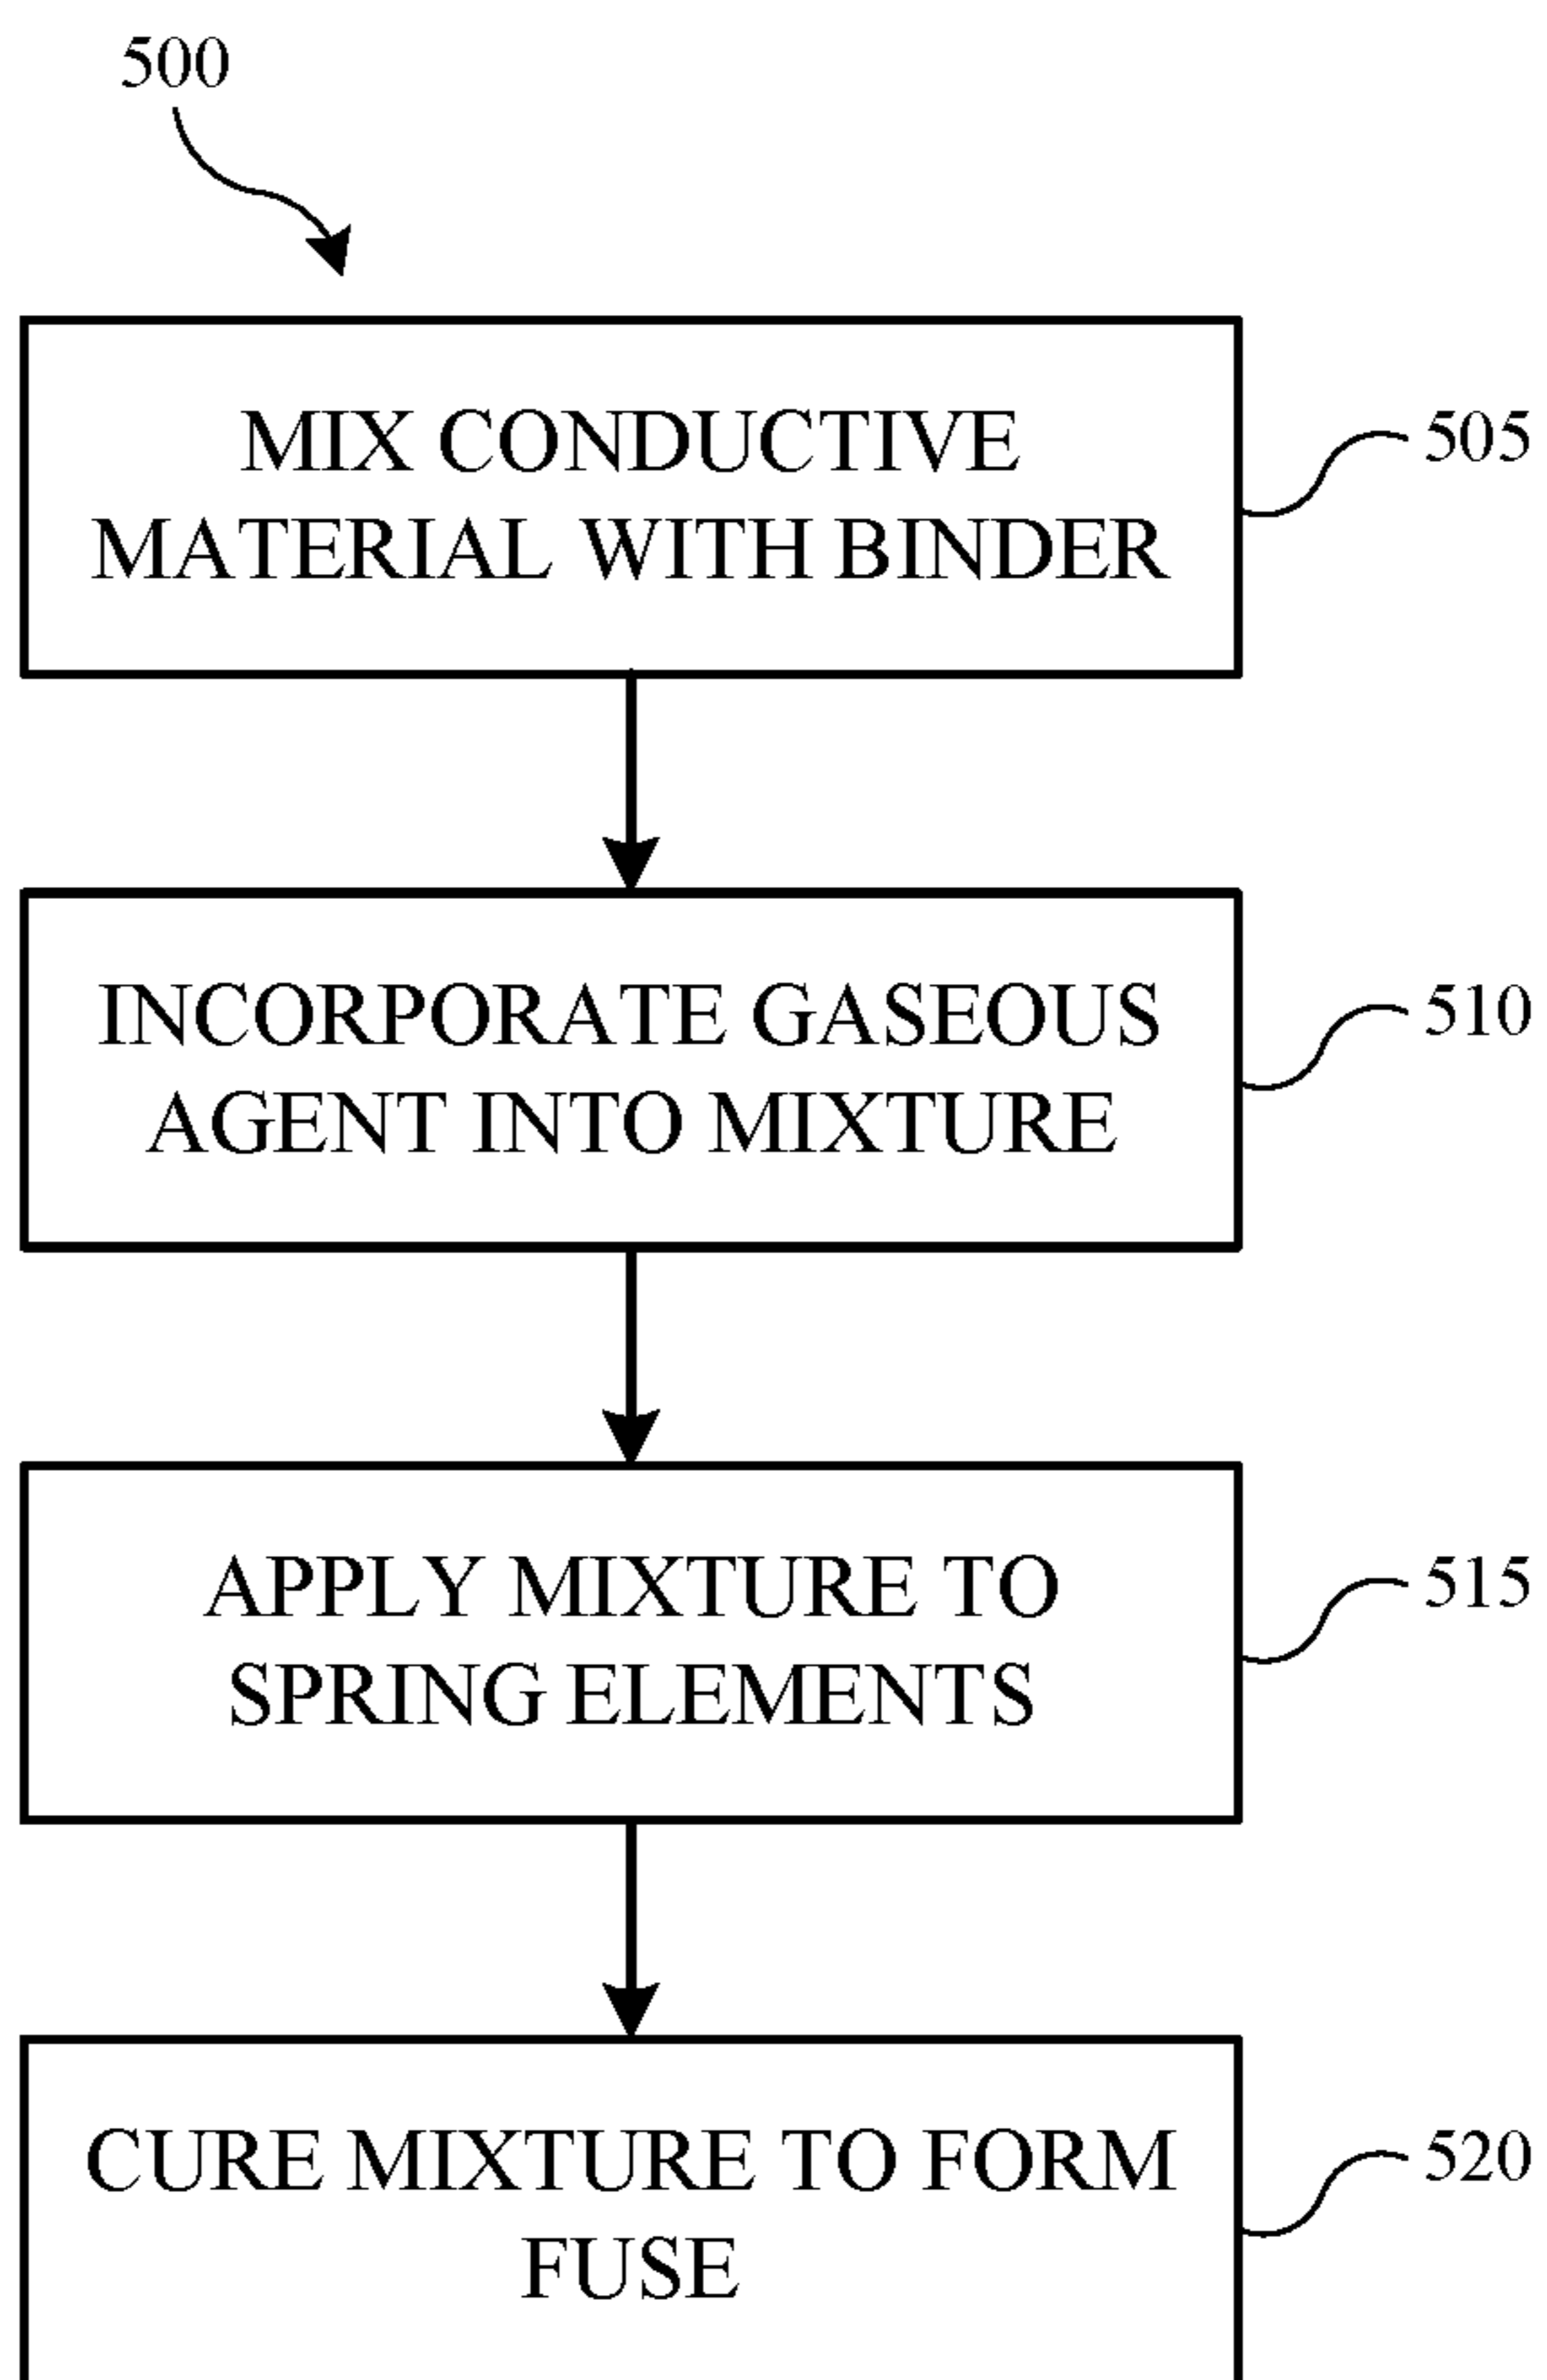 500
MIX CONDUCTIVE
MATERIAL WITH BINDER
505
INCORPORATE GASEOUS
AGENT INTO MIXTURE
510
APPLY MIXTURE TO
SPRING ELEMENTS
515
CURE MIXTURE TO FORM
FUSE
520